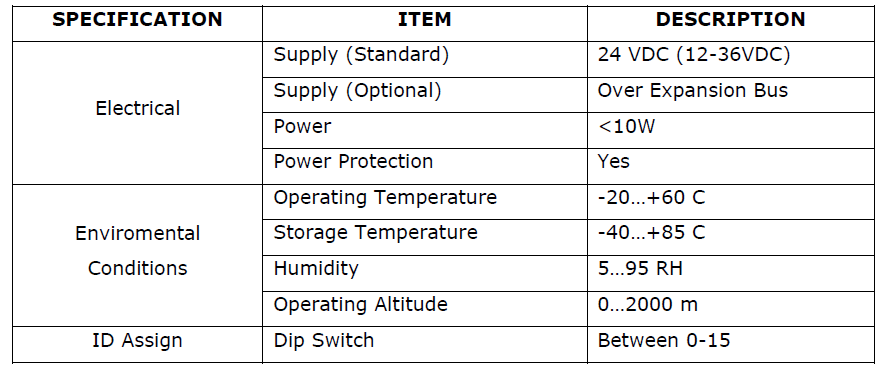 SPECIFICATION ITEM DESCRIPTION
Electrical
Supply (Standard) 24 VDC (12-36VDC)
Supply (Optional) Over Expansion Bus
Power <10W
Power Protection Yes
Enviromental
Conditions
Operating Temperature -20…+60 C
Storage Temperature -40…+85 C
Humidity 5…95 RH
Operating Altitude 0…2000 m
ID Assign Dip Switch Between 0-15